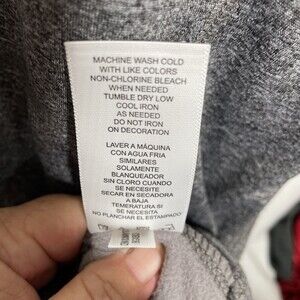 MACHINE WASH COLD
WITH LIKE COLORS
NON-CHLORINE BLEACH
WHEN NEEDED
TUMBLE DRY LOW
COOL IRON
AS NEEDED
DO NOT IRON
ON DECORATION
LAVER A MÁQUINA
CON AGUA FRIA
SIMILARES
SOLAMENTE
BLANQUEADOR
SIN CLORO CUANDO
SE NECESITE
SECAR EN SECADORA
A BAJA
TEMPERATURA SI
SE NECESITA
NO PLANCHAR EL ESTAMPADO